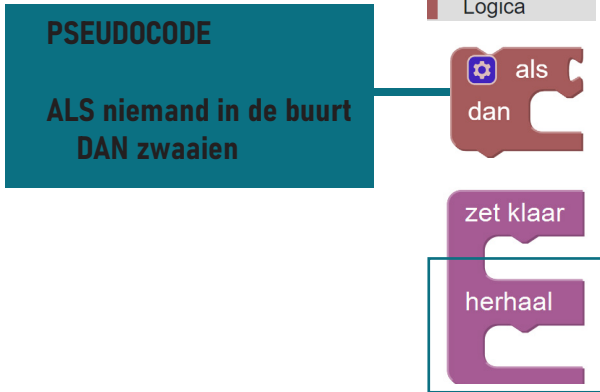 PSEUDOCODE
ALS niemand in de buurt
DAN zwaaien
Logica
als
dan
zet klaar
herhaal